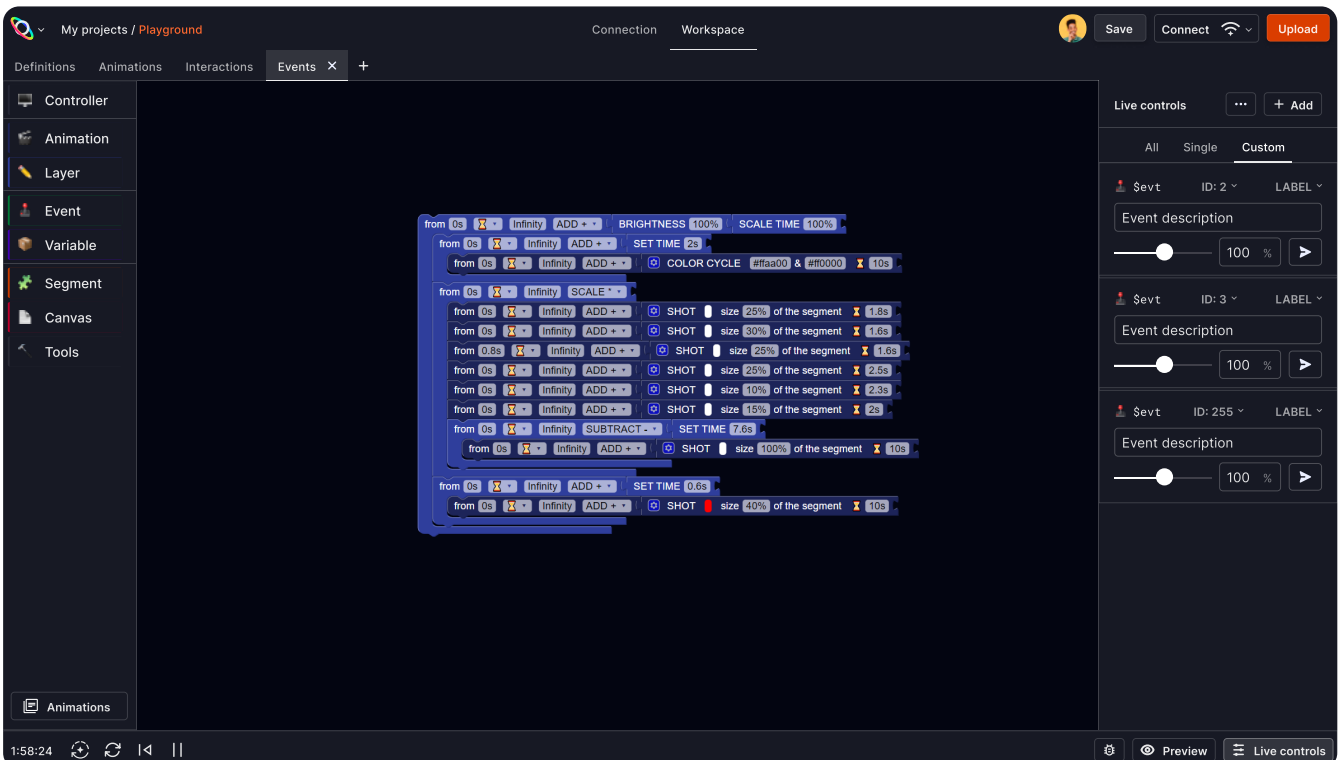 My projects / Playground
Connection
Workspace
Save
Connect
Upload
Definitions
Animations
Interactions
Events
Controller
Animation
Layer
Event
Variable
Segment
Canvas
Tools
Animations
from 0s Infinity ADD + BRIGHTNESS 100% SCALE TIME 100%
from 0s Infinity ADD + SET TIME 2s
from 0s Infinity ADD + COLOR CYCLE #ffaa00 & #ff0000 10s
from 0s Infinity SCALE *
from 0s Infinity ADD + SHOT size 25% of the segment 1.8s
from 0s Infinity ADD + SHOT size 30% of the segment 1.6s
from 0.8s Infinity ADD + SHOT size 25% of the segment 1.6s
from 0s Infinity ADD + SHOT size 25% of the segment 2.5s
from 0s Infinity ADD + SHOT size 10% of the segment 2.3s
from 0s Infinity ADD + SHOT size 15% of the segment 2s
from 0s Infinity SUBTRACT - SET TIME 7.6s
from 0s Infinity ADD + SHOT size 100% of the segment 10s
from 0s Infinity ADD + SET TIME 0.6s
from 0s Infinity ADD + SHOT size 40% of the segment 10s
Live controls
+ Add
All
Single
Custom
$evt ID: 2 LABEL
Event description
100 %
$evt ID: 3 LABEL
Event description
100 %
$evt ID: 255 LABEL
Event description
100 %
1:58:24
Preview
Live controls